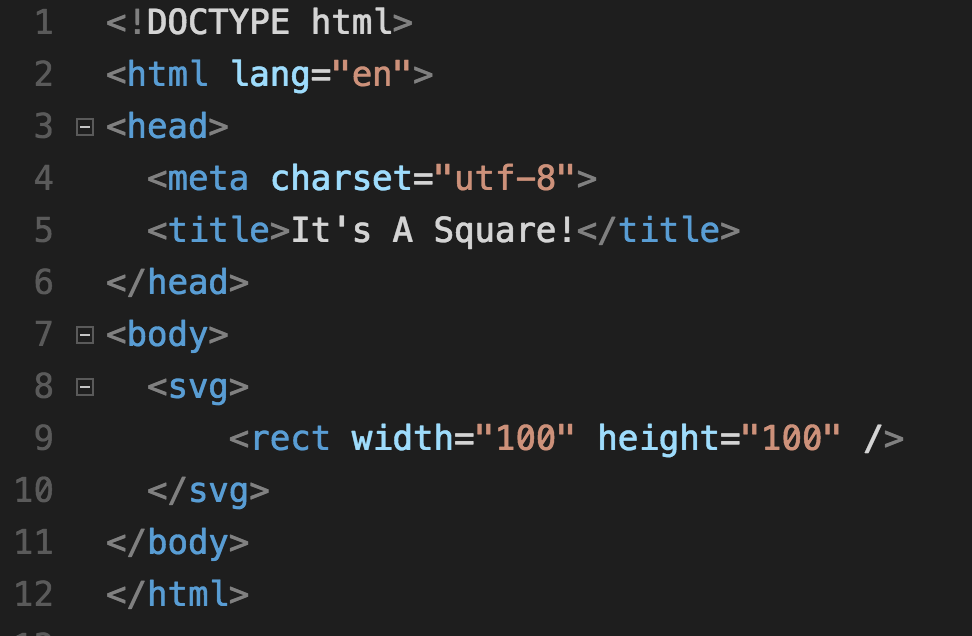 1 <!DOCTYPE html>
2 <html lang="en">
3 <head>
4   <meta charset="utf-8">
5   <title>It's A Square!</title>
6 </head>
7 <body>
8   <svg>
9       <rect width="100" height="100" />
10   </svg>
11 </body>
12 </html>